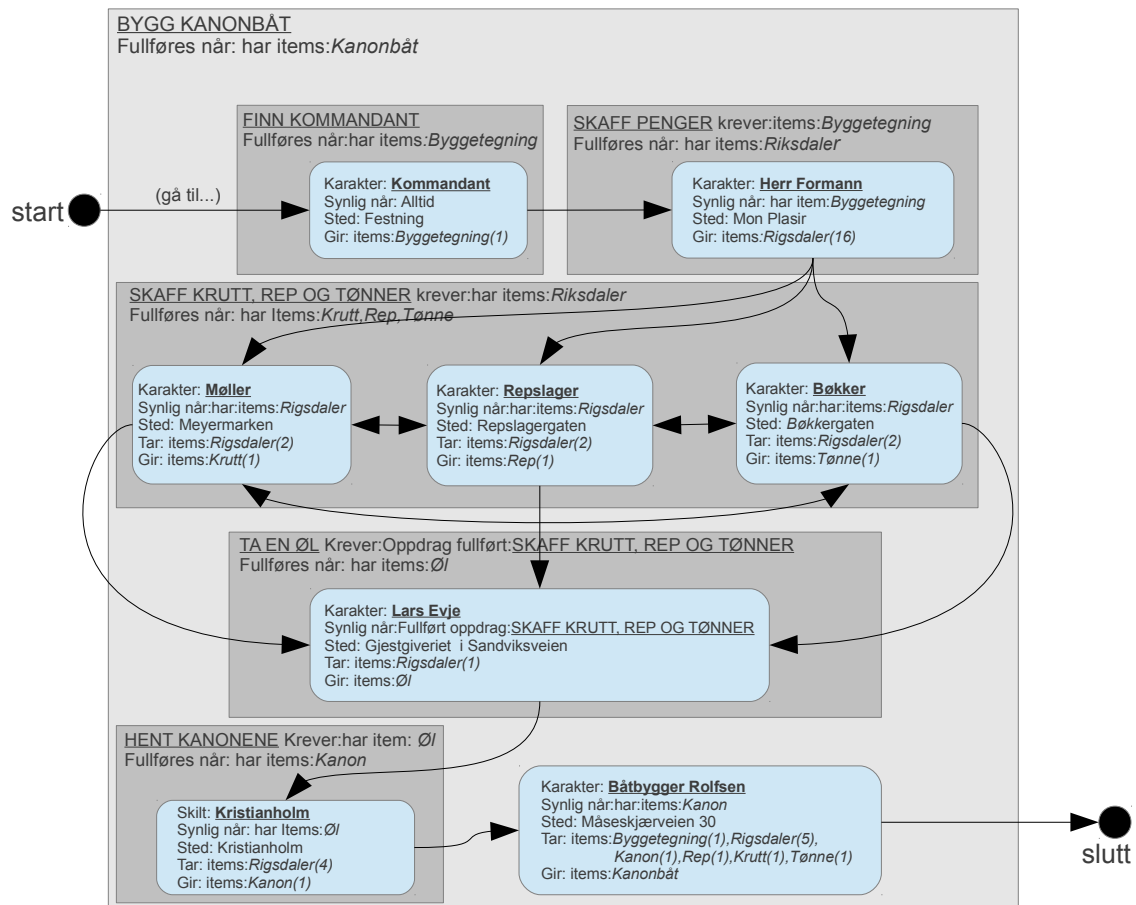 BYGG KANONBÅT
Fullføres når: har items:Kanonbåt
FINN KOMMANDANT
Fullføres når:har items:Byggetegning
SKAFF PENGER krever:items:Byggetegning
Fullføres når: har items:Riksdaler
start
(gå til...)
Karakter: Kommandant
Synlig når: Alltid
Sted: Festning
Gir: items:Byggetegning(1)
Karakter: Herr Formann
Synlig når: har item:Byggetegning
Sted: Mon Plasir
Gir: items:Rigsdaler(16)
SKAFF KRUTT, REP OG TØNNER krever:har items:Riksdaler
Fullføres når: har Items:Krutt,Rep,Tønne
Karakter: Møller
Synlig når:har:items:Rigsdaler
Sted: Meyermarken
Tar: items:Rigsdaler(2)
Gir: items:Krutt(1)
Karakter: Repslager
Synlig når:har:items:Rigsdaler
Sted: Repslagergaten
Tar: items:Rigsdaler(2)
Gir: items:Rep(1)
Karakter: Bøkker
Synlig når:har:items:Rigsdaler
Sted: Bøkkergaten
Tar: items:Rigsdaler(2)
Gir: items:Tønne(1)
TA EN ØL Krever:Oppdrag fullført:SKAFF KRUTT, REP OG TØNNER
Fullføres når: har items:Øl
Karakter: Lars Evje
Synlig når:Fullført oppdrag:SKAFF KRUTT, REP OG TØNNER
Sted: Gjestgiveriet i Sandviksveien
Tar: items:Rigsdaler(1)
Gir: items:Øl
HENT KANONENE Krever:har item: Øl
Fullføres når: har items:Kanon
Skilt: Kristianholm
Synlig når: har Items:Øl
Sted: Kristianholm
Tar: items:Rigsdaler(4)
Gir: items:Kanon(1)
Karakter: Båtbygger Rolfsen
Synlig når:har:items:Kanon
Sted: Måseskjærveien 30
Tar: items:Byggetegning(1),Rigsdaler(5),
Kanon(1),Rep(1),Krutt(1),Tønne(1)
Gir: items:Kanonbåt
slutt